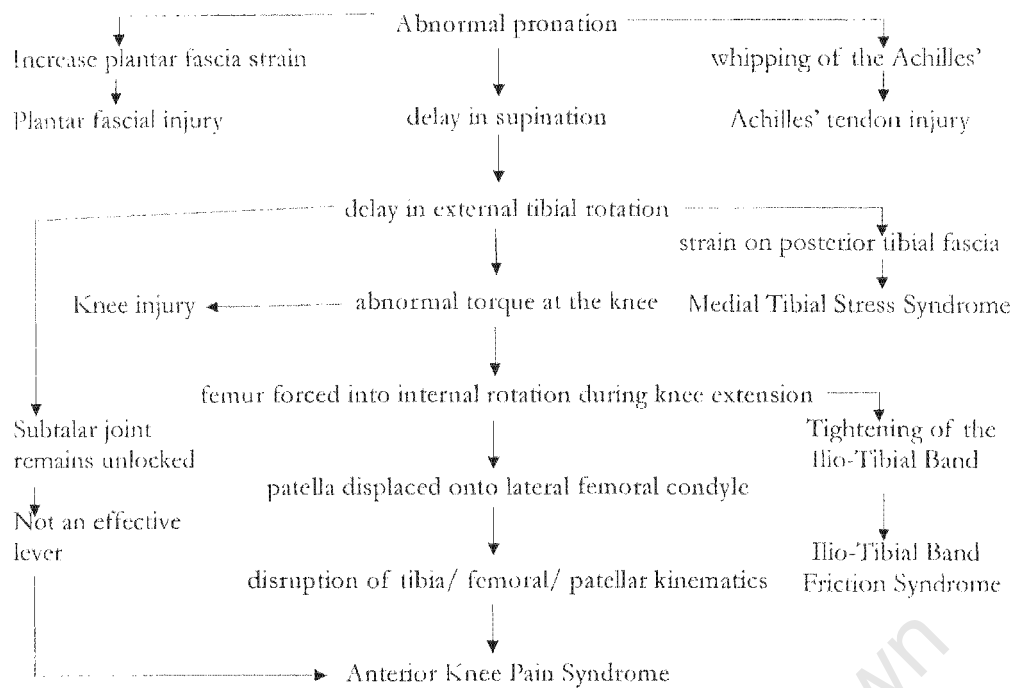 Abnormal pronation
Increase plantar fascia strain
whipping of the Achilles'
Plantar fascial injury
delay in supination
Achilles' tendon injury
delay in external tibial rotation
strain on posterior tibial fascia
Knee injury
abnormal torque at the knee
Medial Tibial Stress Syndrome
femur forced into internal rotation during knee extension
Subtalar joint
remains unlocked
Tightening of the
Ilio-Tibial Band
patella displaced onto lateral femoral condyle
Not an effective
lever
Ilio-Tibial Band
Friction Syndrome
disruption of tibia/ femoral/ patellar kinematics
Anterior Knee Pain Syndrome
wn